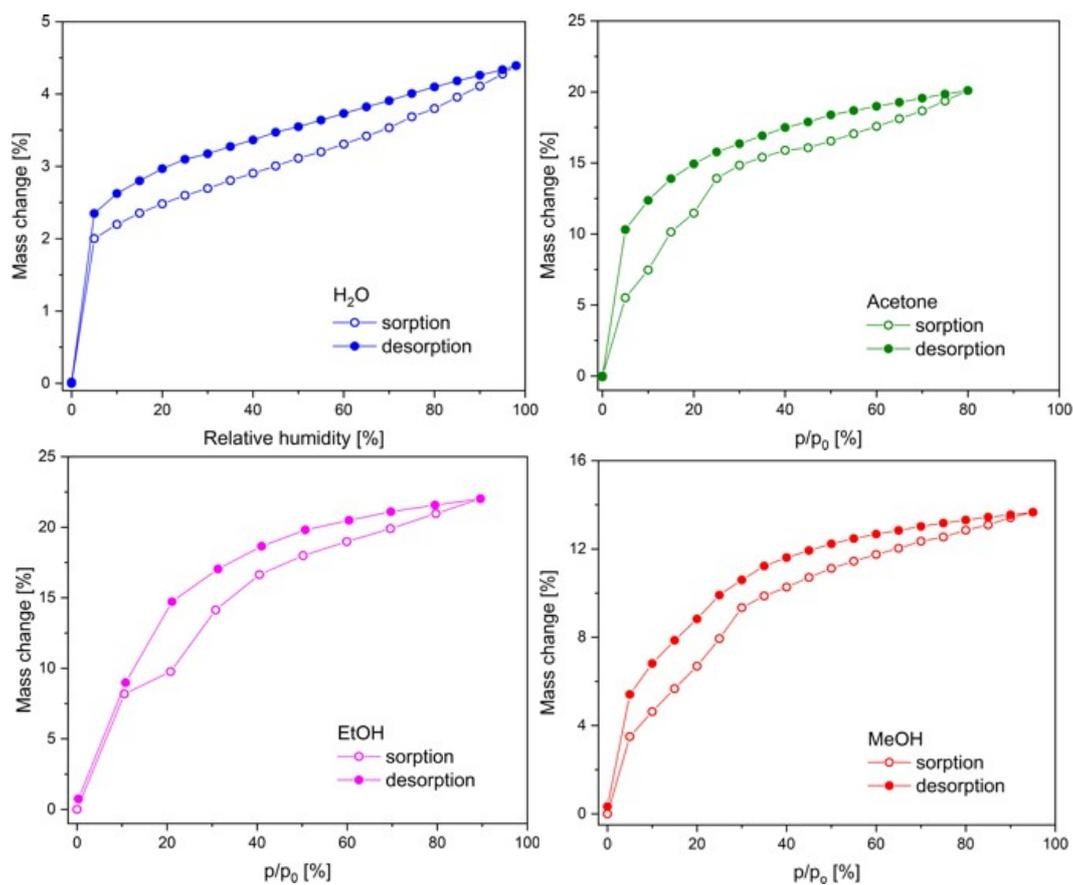 5
4
3
2
1
0
Mass change [%]
H₂O
sorption
desorption
0 20 40 60 80 100
Relative humidity [%]
25
20
15
10
5
0
Mass change [%]
Acetone
sorption
desorption
0 20 40 60 80 100
p/p₀ [%]
25
20
15
10
5
0
Mass change [%]
EtOH
sorption
desorption
0 20 40 60 80 100
p/p₀ [%]
16
12
8
4
0
Mass change [%]
MeOH
sorption
desorption
0 20 40 60 80 100
p/pₒ [%]